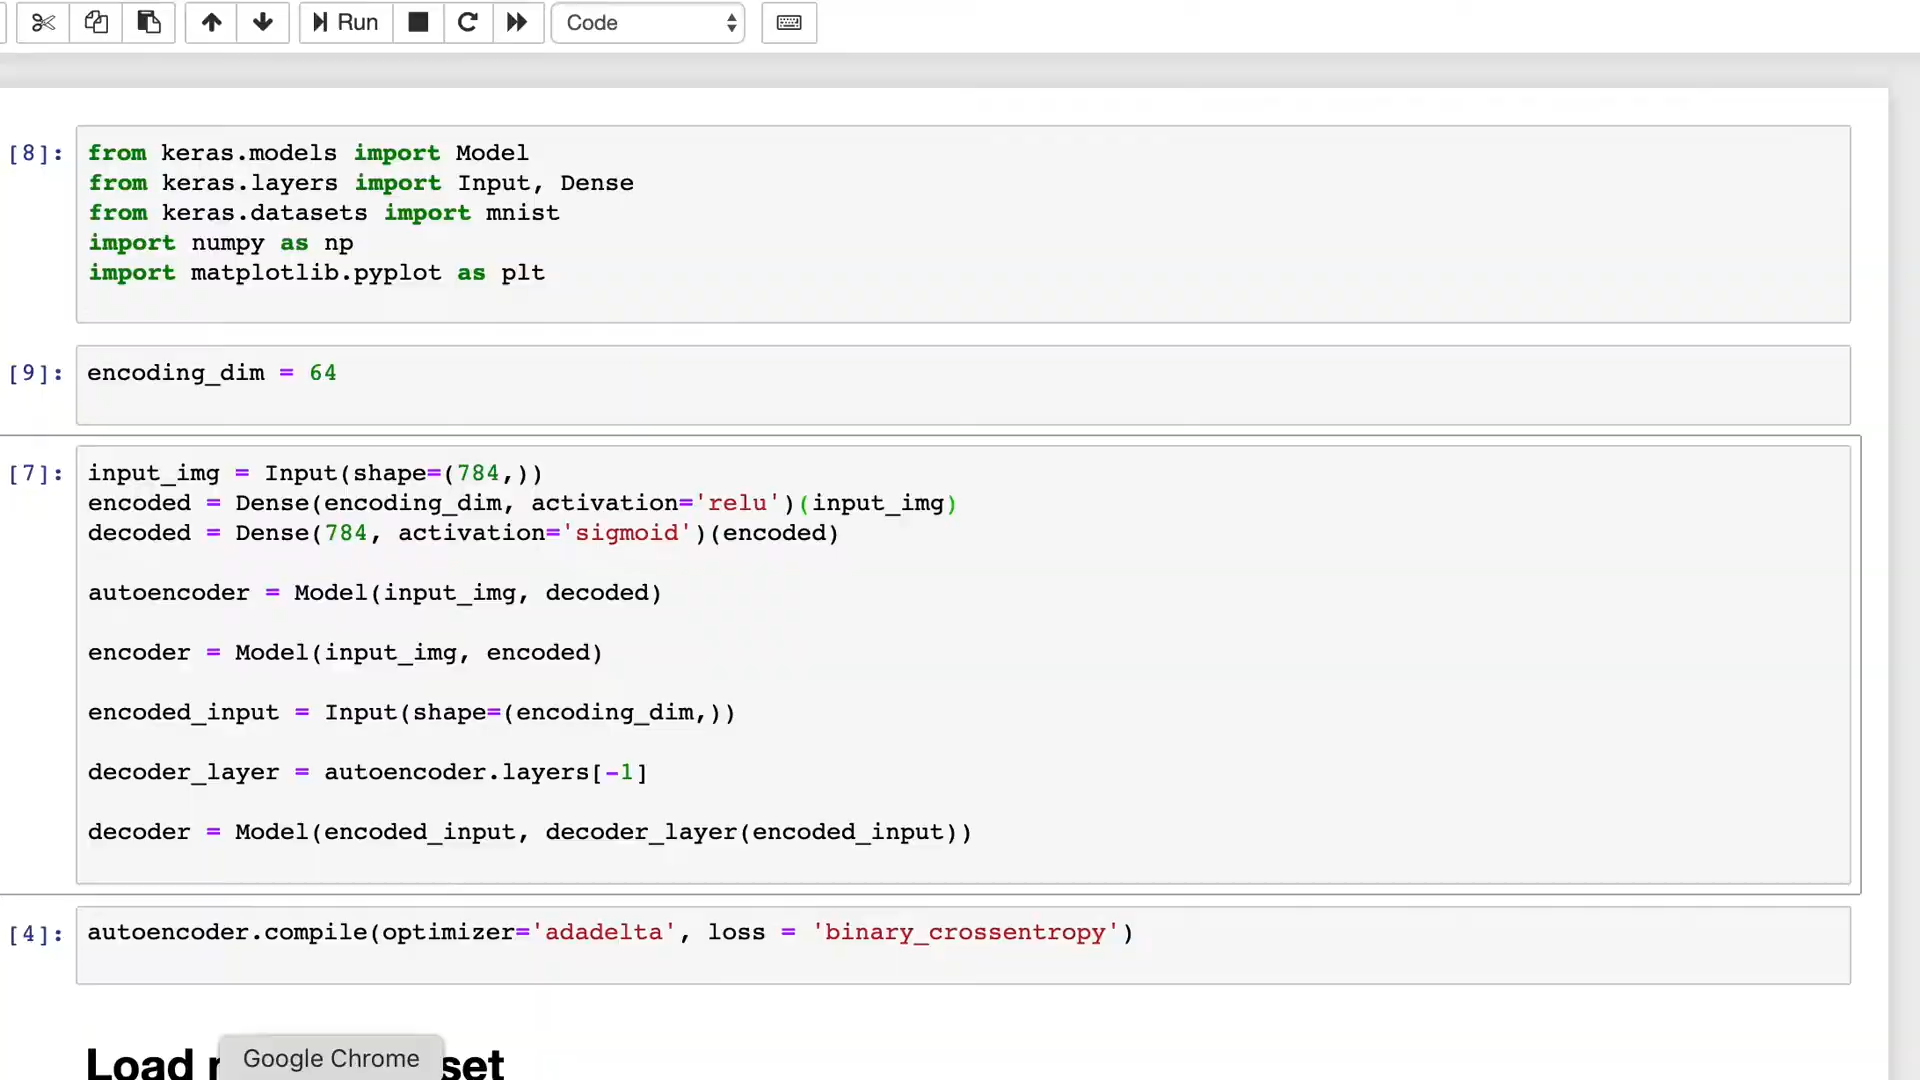 Run
Code
[8]:
from keras.models import Model
from keras.layers import Input, Dense
from keras.datasets import mnist
import numpy as np
import matplotlib.pyplot as plt
[9]:
encoding_dim = 64
[7]:
input_img = Input(shape=(784,))
encoded = Dense(encoding_dim, activation='relu')(input_img)
decoded = Dense(784, activation='sigmoid')(encoded)
autoencoder = Model(input_img, decoded)
encoder = Model(input_img, encoded)
encoded_input = Input(shape=(encoding_dim,))
decoder_layer = autoencoder.layers[-1]
decoder = Model(encoded_input, decoder_layer(encoded_input))
[4]:
autoencoder.compile(optimizer='adadelta', loss = 'binary_crossentropy')
Load
Google Chrome